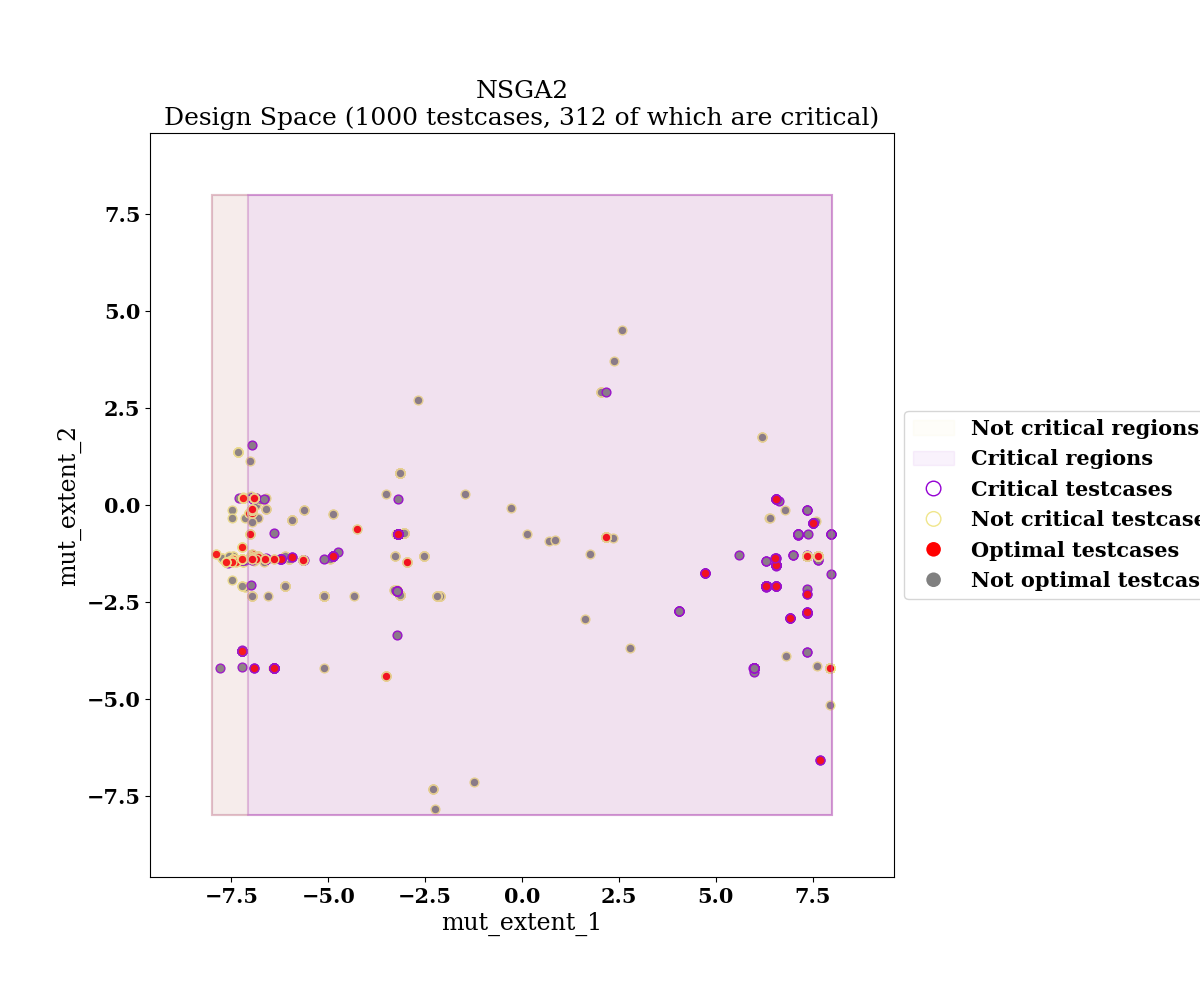 NSGA2
Design Space (1000 testcases, 312 of which are critical)
7.5
5.0
2.5
0.0
−2.5
−5.0
−7.5
mut_extent_2
−7.5
−5.0
−2.5
0.0
2.5
5.0
7.5
mut_extent_1
Not critical regions
Critical regions
Critical testcases
Not critical testcase
Optimal testcases
Not optimal testcas